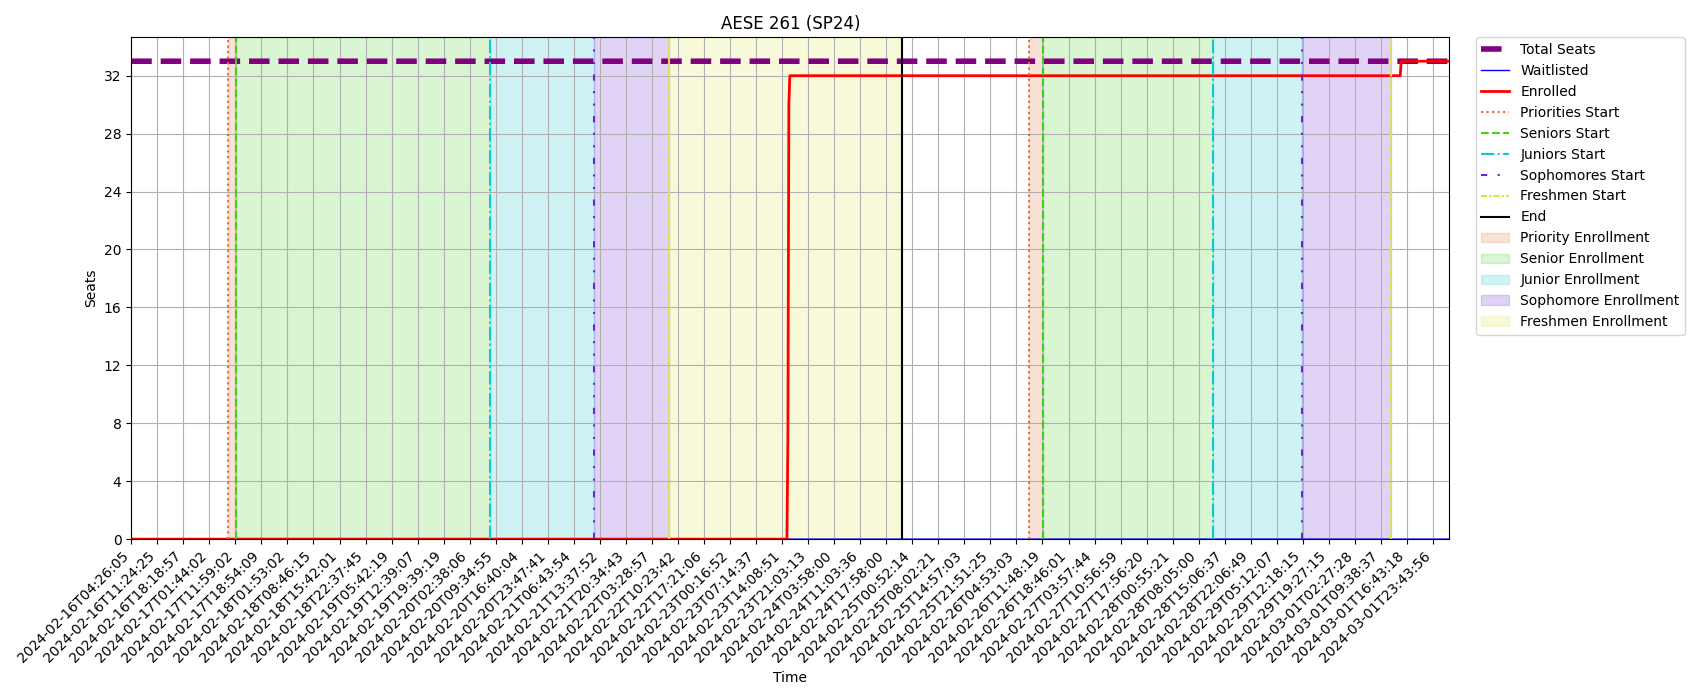 AESE 261 (SP24)
Seats
0
4
8
12
16
20
24
28
32
2024-02-16T04:26:05
2024-02-16T11:24:25
2024-02-16T18:18:57
2024-02-17T01:44:02
2024-02-17T11:59:02
2024-02-17T18:54:09
2024-02-18T01:53:02
2024-02-18T08:46:15
2024-02-18T15:42:01
2024-02-18T22:37:45
2024-02-19T05:42:19
2024-02-19T12:39:07
2024-02-19T19:39:19
2024-02-20T02:38:06
2024-02-20T09:34:55
2024-02-20T16:40:04
2024-02-20T23:47:41
2024-02-21T06:43:54
2024-02-21T13:37:52
2024-02-21T20:34:43
2024-02-22T03:28:57
2024-02-22T10:23:42
2024-02-22T17:21:06
2024-02-23T00:16:52
2024-02-23T07:14:37
2024-02-23T14:08:51
2024-02-23T21:03:13
2024-02-24T03:58:00
2024-02-24T11:03:36
2024-02-24T17:58:00
2024-02-25T00:52:14
2024-02-25T08:02:21
2024-02-25T14:57:03
2024-02-25T21:51:25
2024-02-26T04:53:03
2024-02-26T11:48:19
2024-02-26T18:46:01
2024-02-27T03:57:44
2024-02-27T10:56:59
2024-02-27T17:56:20
2024-02-28T00:55:21
2024-02-28T08:05:00
2024-02-28T15:06:37
2024-02-28T22:06:49
2024-02-29T05:12:07
2024-02-29T12:18:15
2024-02-29T19:27:15
2024-03-01T02:27:28
2024-03-01T09:38:37
2024-03-01T16:43:18
2024-03-01T23:43:56
Time
Total Seats
Waitlisted
Enrolled
Priorities Start
Seniors Start
Juniors Start
Sophomores Start
Freshmen Start
End
Priority Enrollment
Senior Enrollment
Junior Enrollment
Sophomore Enrollment
Freshmen Enrollment